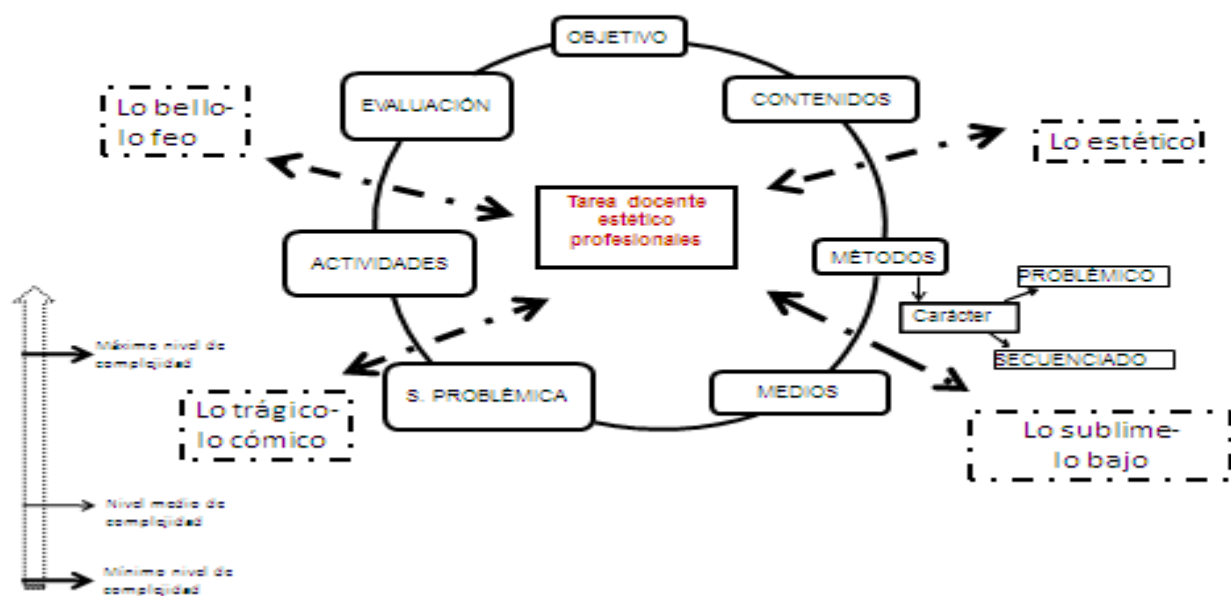 OBJETIVO
EVALUACIÓN
CONTENIDOS
Lo bello-
lo feo
Lo estético
Tarea docente
estético
profesionales
ACTIVIDADES
MÉTODOS
PROBLÉMICO
Carácter
SECUENCIADO
Máximo nivel de
complejidad
S. PROBLÉMICA
MEDIOS
Lo trágico-
lo cómico
Lo sublime-
lo bajo
Nivel medio de
complejidad
Mínimo nivel de
complejidad